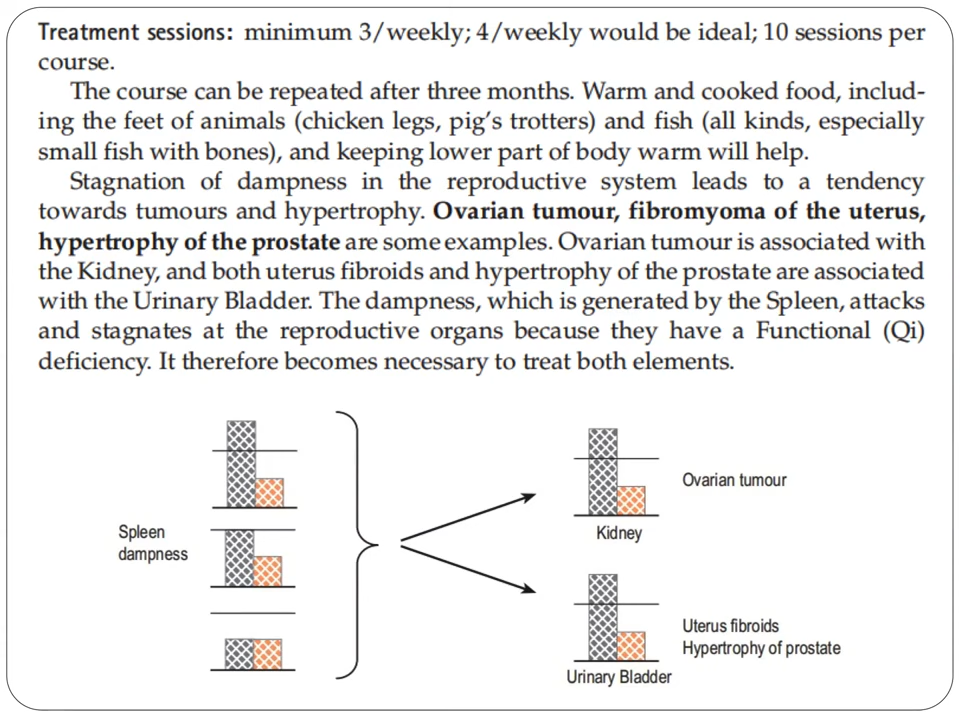 Treatment sessions: minimum 3/weekly; 4/weekly would be ideal; 10 sessions per
course.
The course can be repeated after three months. Warm and cooked food, includ-
ing the feet of animals (chicken legs, pig's trotters) and fish (all kinds, especially
small fish with bones), and keeping lower part of body warm will help.
Stagnation of dampness in the reproductive system leads to a tendency
towards tumours and hypertrophy. Ovarian tumour, fibromyoma of the uterus,
hypertrophy of the prostate are some examples. Ovarian tumour is associated with
the Kidney, and both uterus fibroids and hypertrophy of the prostate are associated
with the Urinary Bladder. The dampness, which is generated by the Spleen, attacks
and stagnates at the reproductive organs because they have a Functional (Qi)
deficiency. It therefore becomes necessary to treat both elements.
Spleen
dampness
Ovarian tumour
Kidney
Uterus fibroids
Hypertrophy of prostate
Urinary Bladder